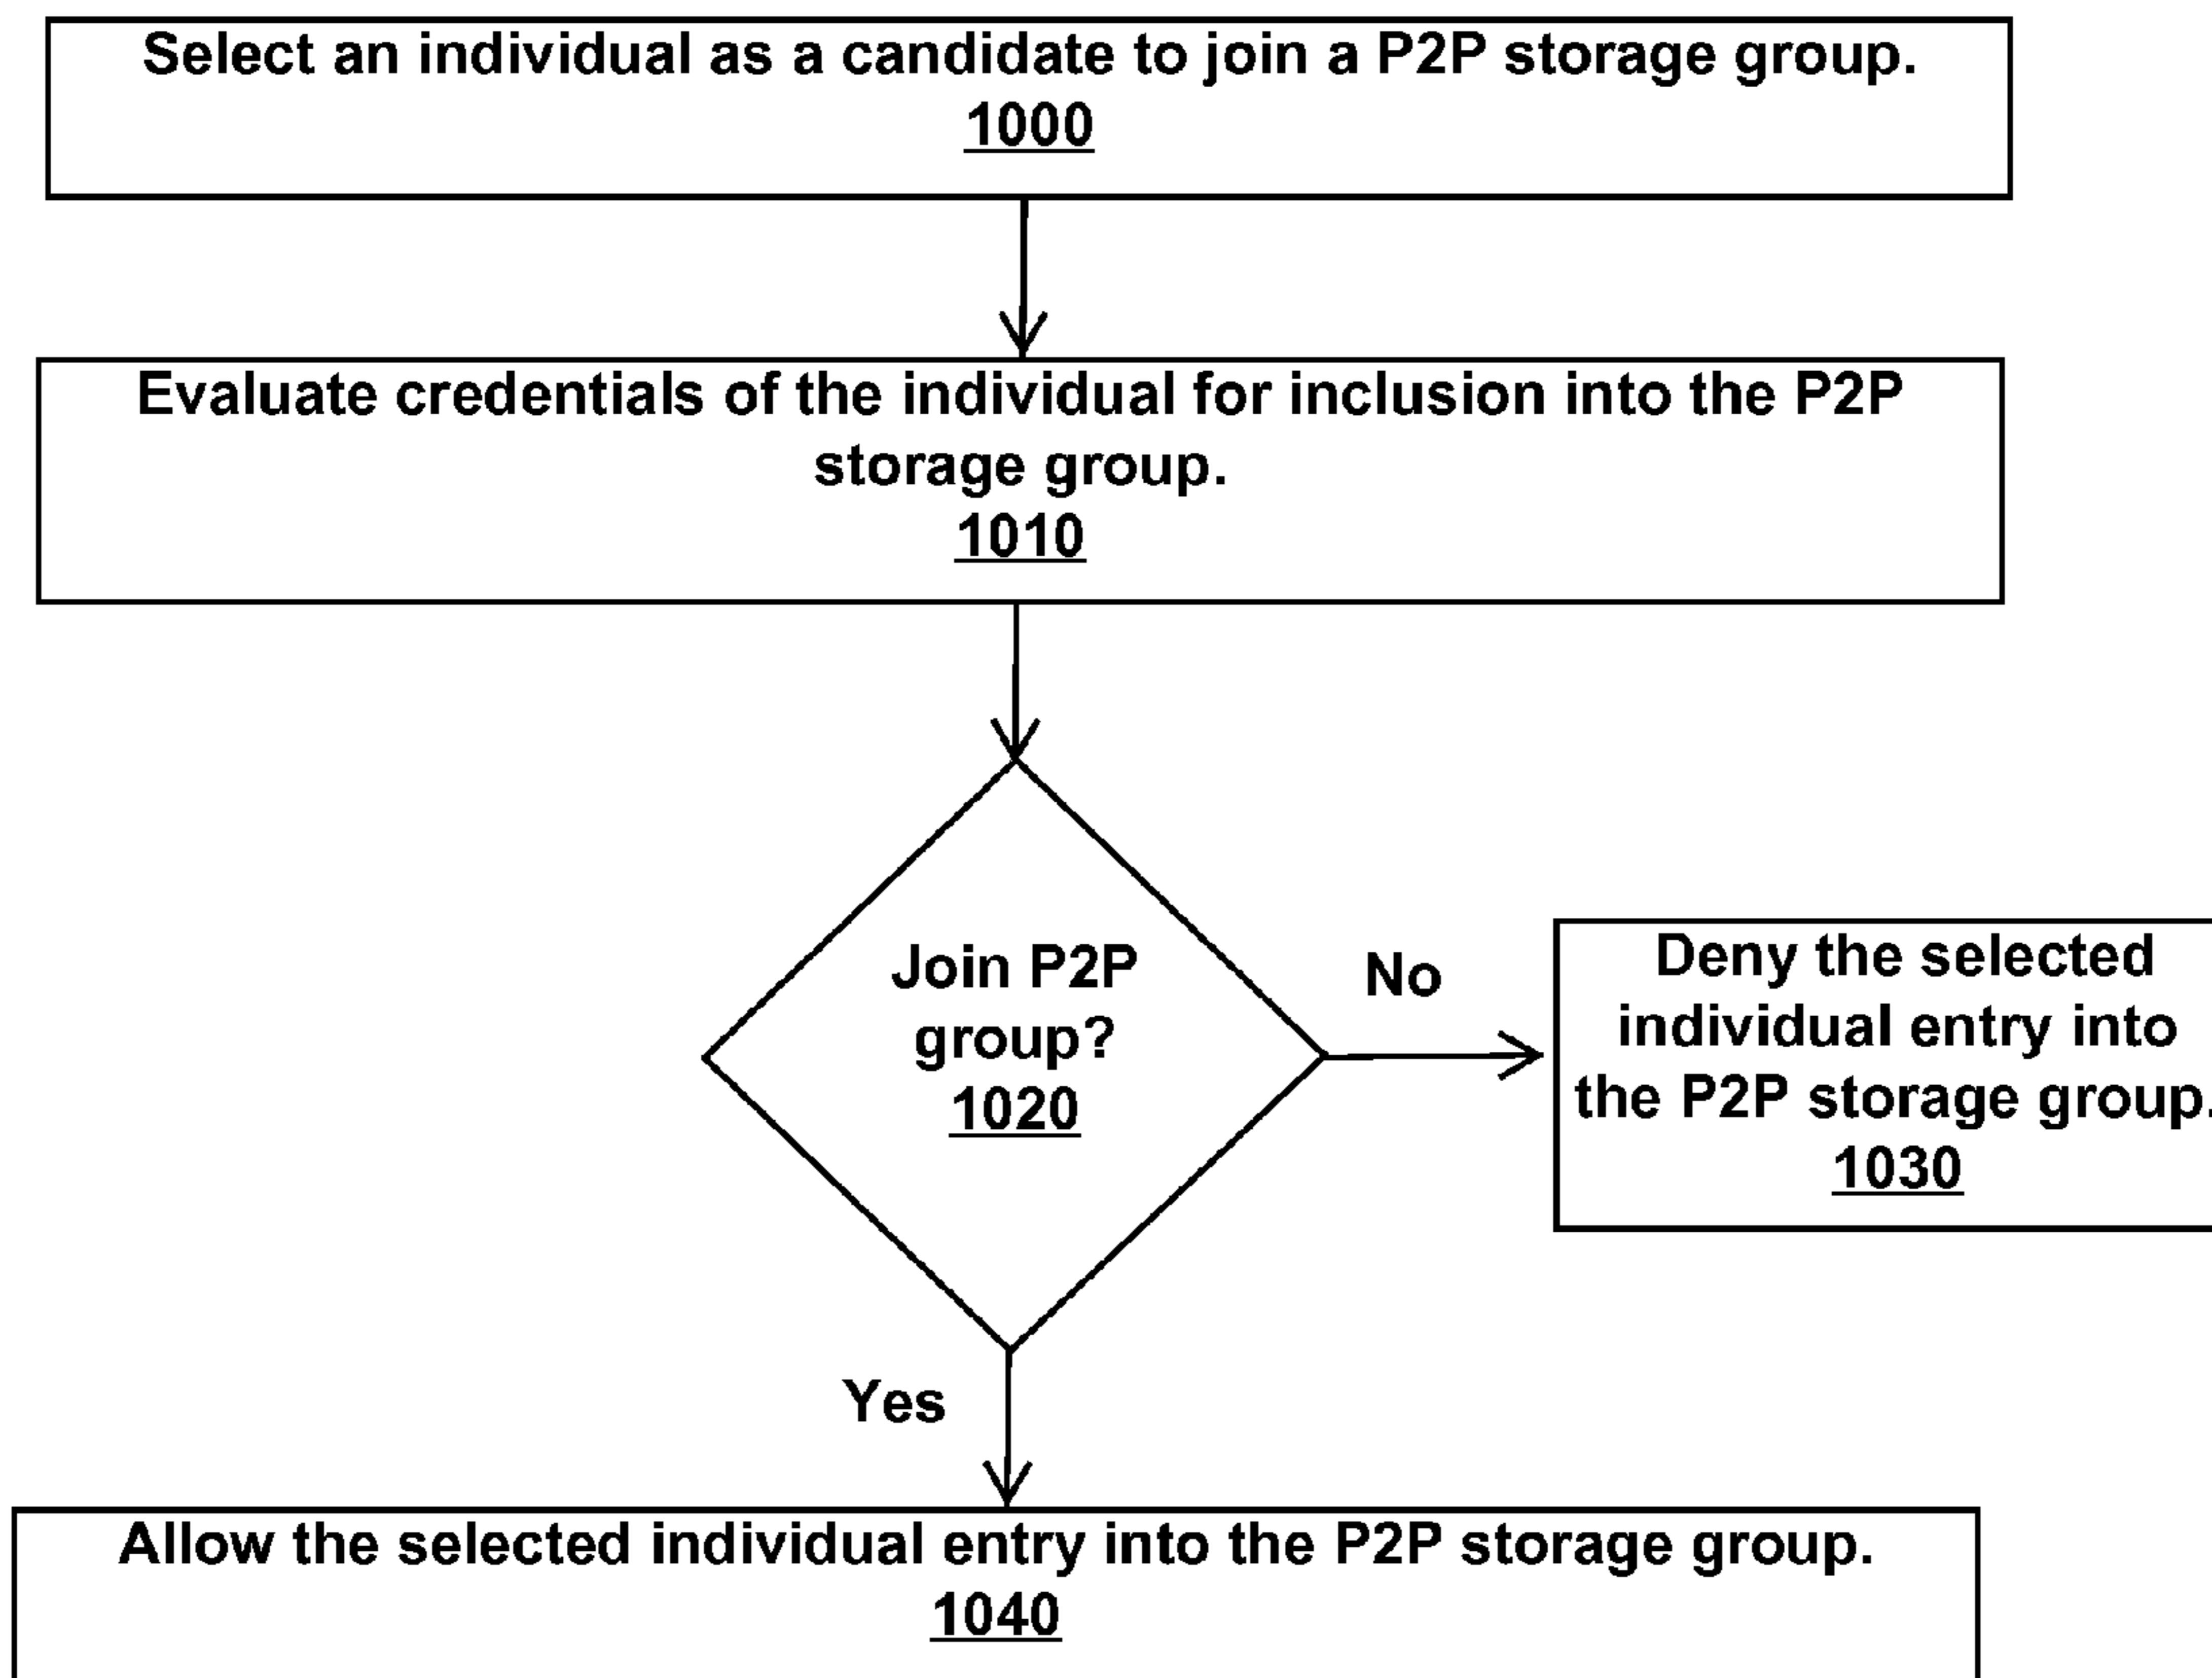 Select an individual as a candidate to join a P2P storage group.
1000
Evaluate credentials of the individual for inclusion into the P2P
storage group.
1010
Join P2P
group?
1020
No
Deny the selected
individual entry into
the P2P storage group.
1030
Yes
Allow the selected individual entry into the P2P storage group.
1040